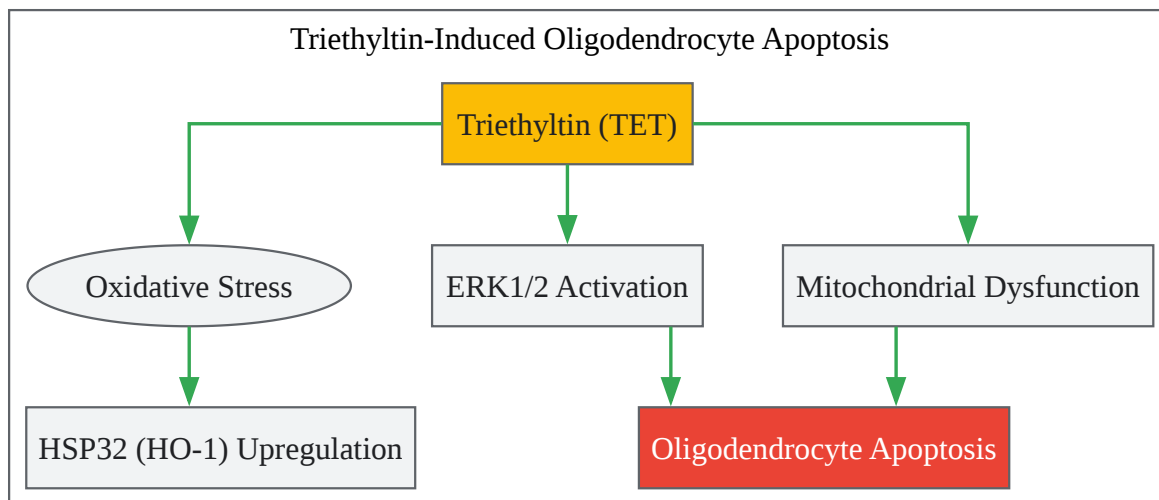 Triethyltin-Induced Oligodendrocyte Apoptosis
Triethyltin (TET)
Oxidative Stress
ERK1/2 Activation
Mitochondrial Dysfunction
HSP32 (HO-1) Upregulation
Oligodendrocyte Apoptosis